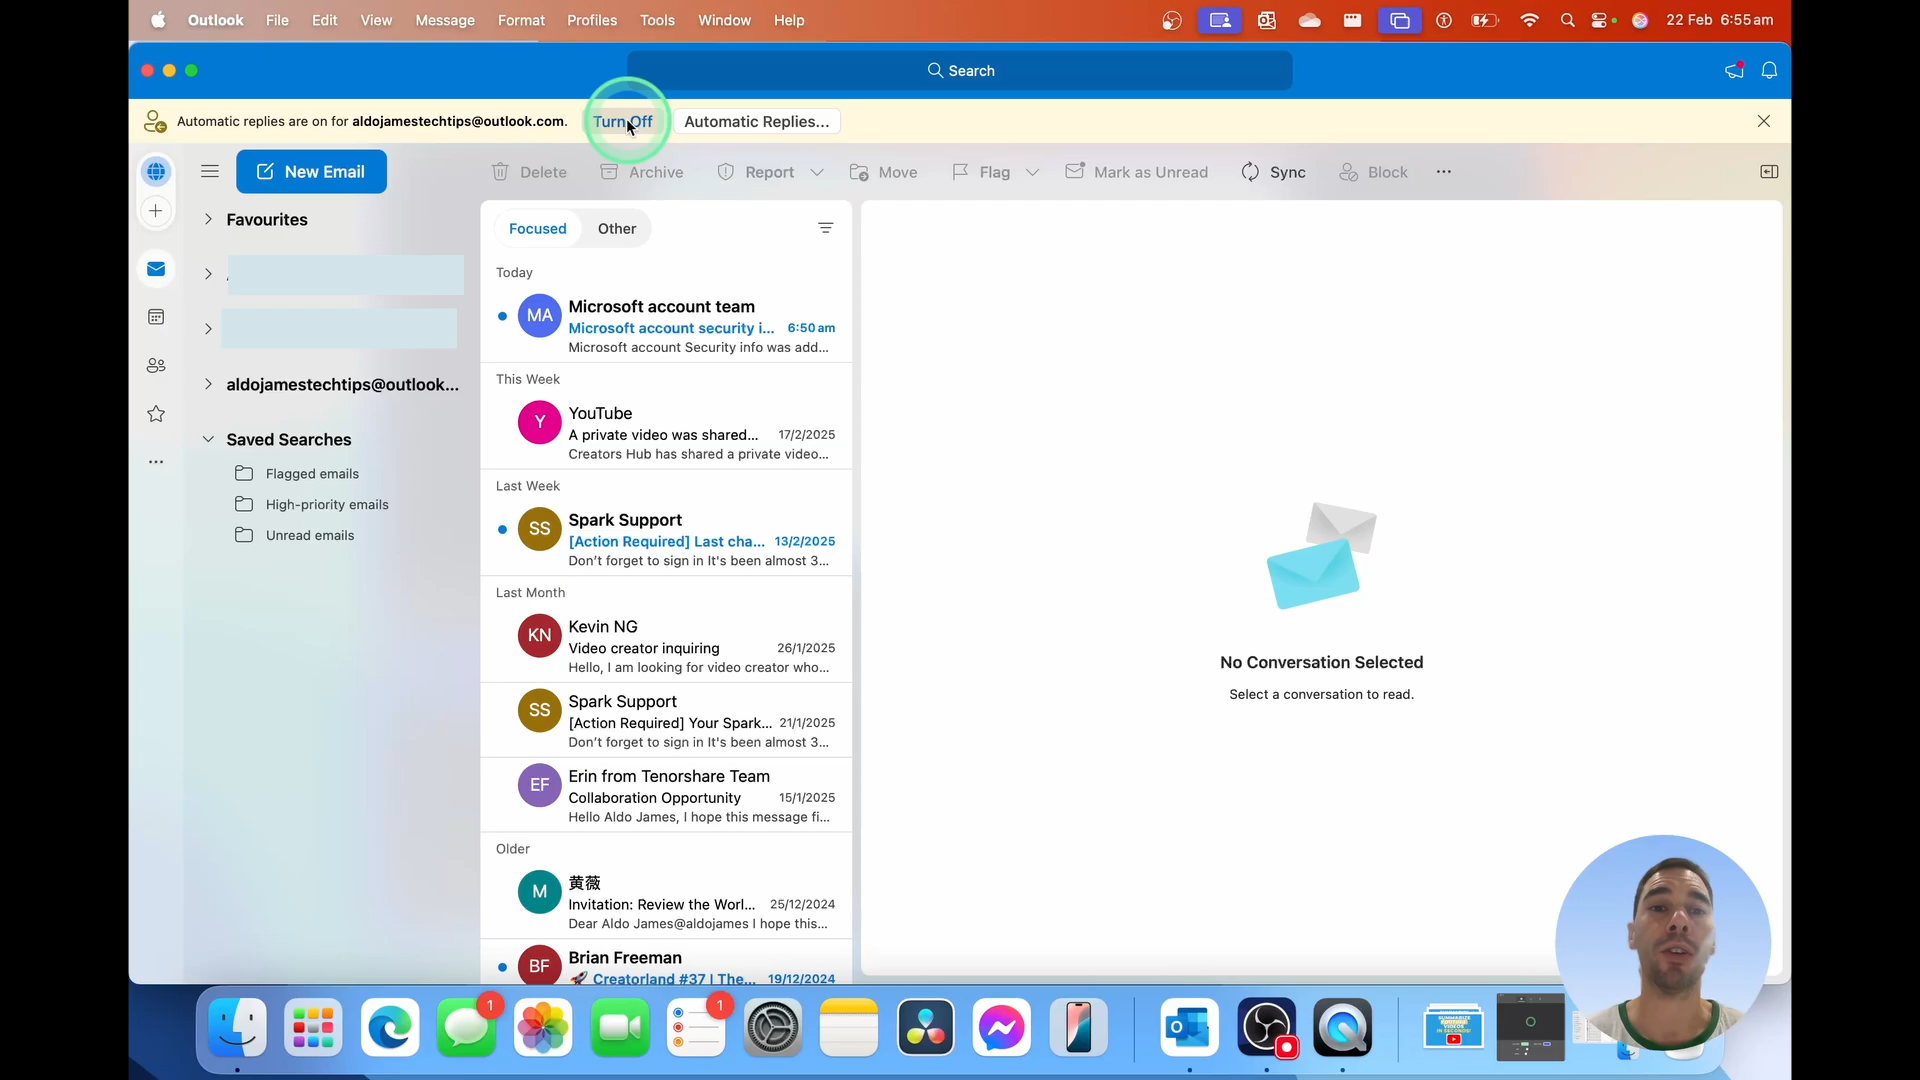 Outlook File Edit View Message Format Profiles Tools Window Help 22 Feb 6:55am
Search
Automatic replies are on for aldojamestechtips@outlook.com. Turn Off Automatic Replies...
New Email Delete Archive Report Move Flag Mark as Unread Sync Block
Favourites
aldojamestechtips@outlook...
Saved Searches
Flagged emails
High-priority emails
Unread emails
Focused Other
Today
MA
Microsoft account team
Microsoft account security i... 6:50 am
Microsoft account Security info was add...
This Week
Y
YouTube
A private video was shared... 17/2/2025
Creators Hub has shared a private video...
Last Week
SS
Spark Support
[Action Required] Last cha... 13/2/2025
Don't forget to sign in It's been almost 3...
Last Month
KN
Kevin NG
Video creator inquiring 26/1/2025
Hello, I am looking for video creator who...
SS
Spark Support
[Action Required] Your Spark... 21/1/2025
Don't forget to sign in It's been almost 3...
EF
Erin from Tenorshare Team
Collaboration Opportunity 15/1/2025
Hello Aldo James, I hope this message fi...
Older
M
黄薇
Invitation: Review the Worl... 25/12/2024
Dear Aldo James@aldojames I hope this...
BF
Brian Freeman
🚀 Creatorland #37 | The... 19/12/2024
No Conversation Selected
Select a conversation to read.
1
1
SUMMARIZE
VIDEOS
IN SECONDS!